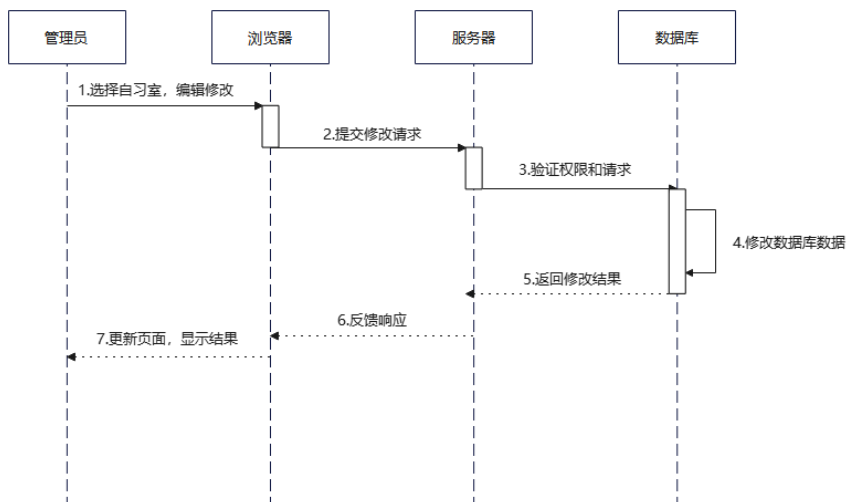 管理员
浏览器
服务器
数据库
1.选择自习室，编辑修改
2.提交修改请求
3.验证权限和请求
4.修改数据库数据
5.返回修改结果
6.反馈响应
7.更新页面，显示结果